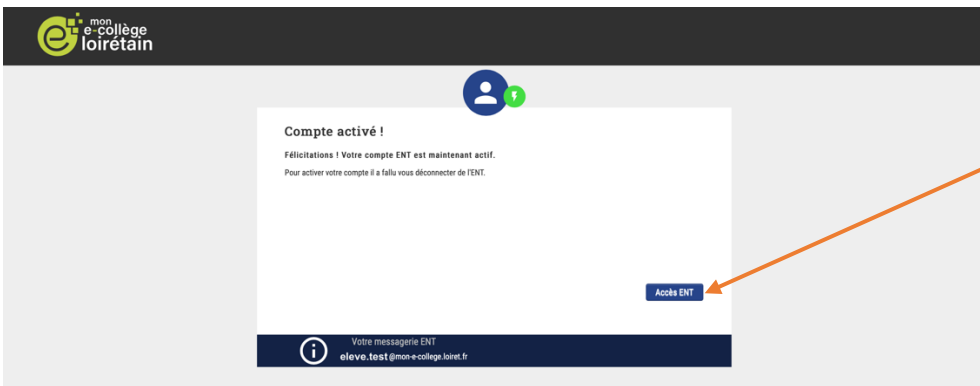 mon
e-collège
loirétain
Compte activé !
Félicitations ! Votre compte ENT est maintenant actif.
Pour activer votre compte il a fallu vous déconnecter de l'ENT.
Accès ENT
Votre messagerie ENT
eleve.test@mon-e-college.loiret.fr